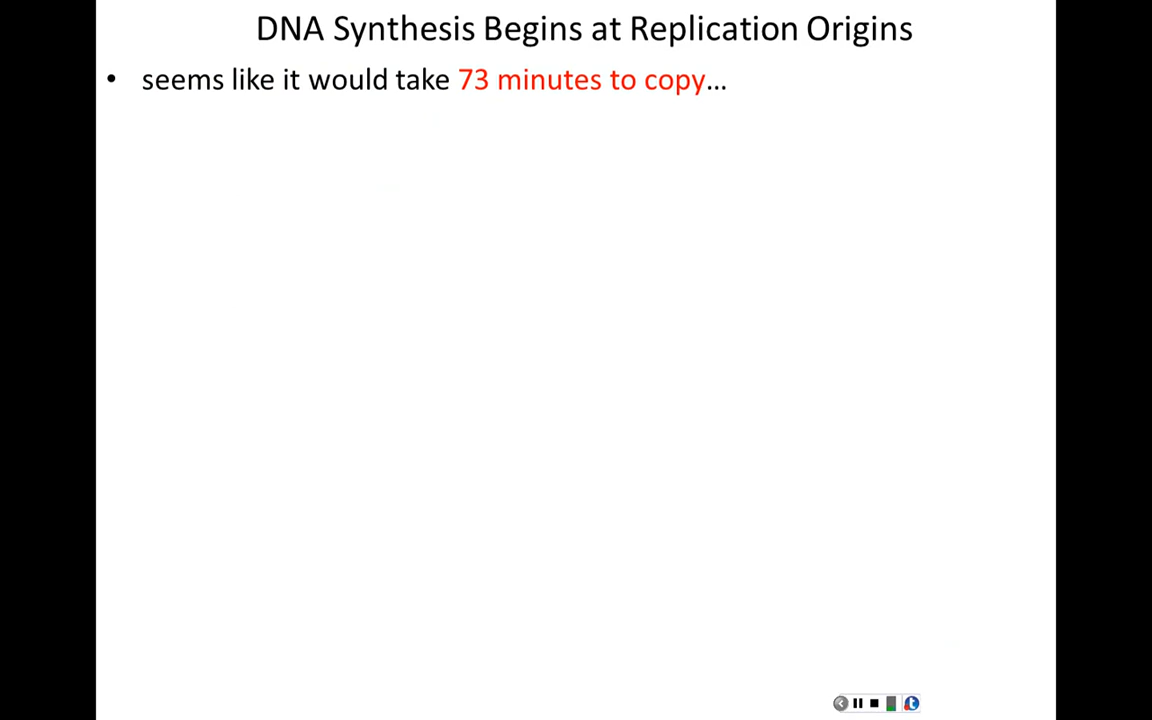 DNA Synthesis Begins at Replication Origins
• seems like it would take 73 minutes to copy...